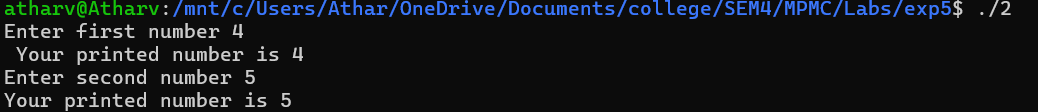 atharv@Atharv:/mnt/c/Users/Athar/OneDrive/Documents/college/SEM4/MPMC/Labs/exp5$ ./2
Enter first number 4
 Your printed number is 4
Enter second number 5
Your printed number is 5